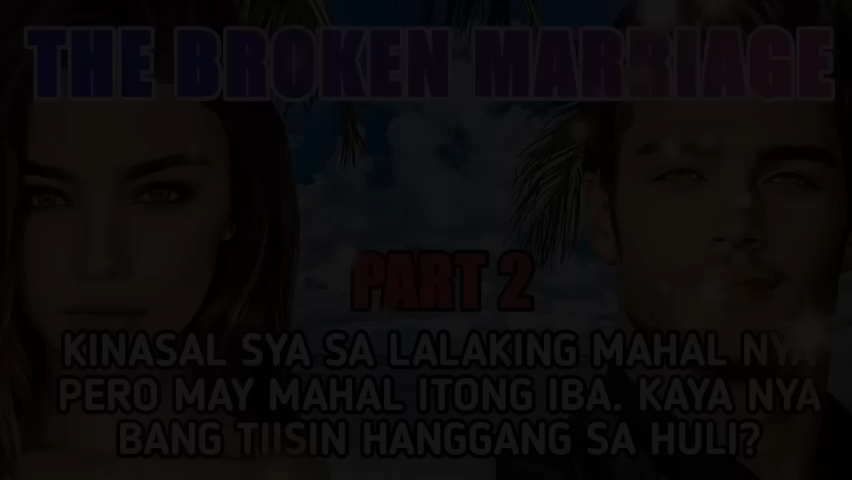 THE BROKEN MARRIAGE
PART 2
KINASAL SYA SA LALAKING MAHAL NYA
PERO MAY MAHAL ITONG IBA. KAYA NYA
BANG TIISIN HANGGANG SA HULI?